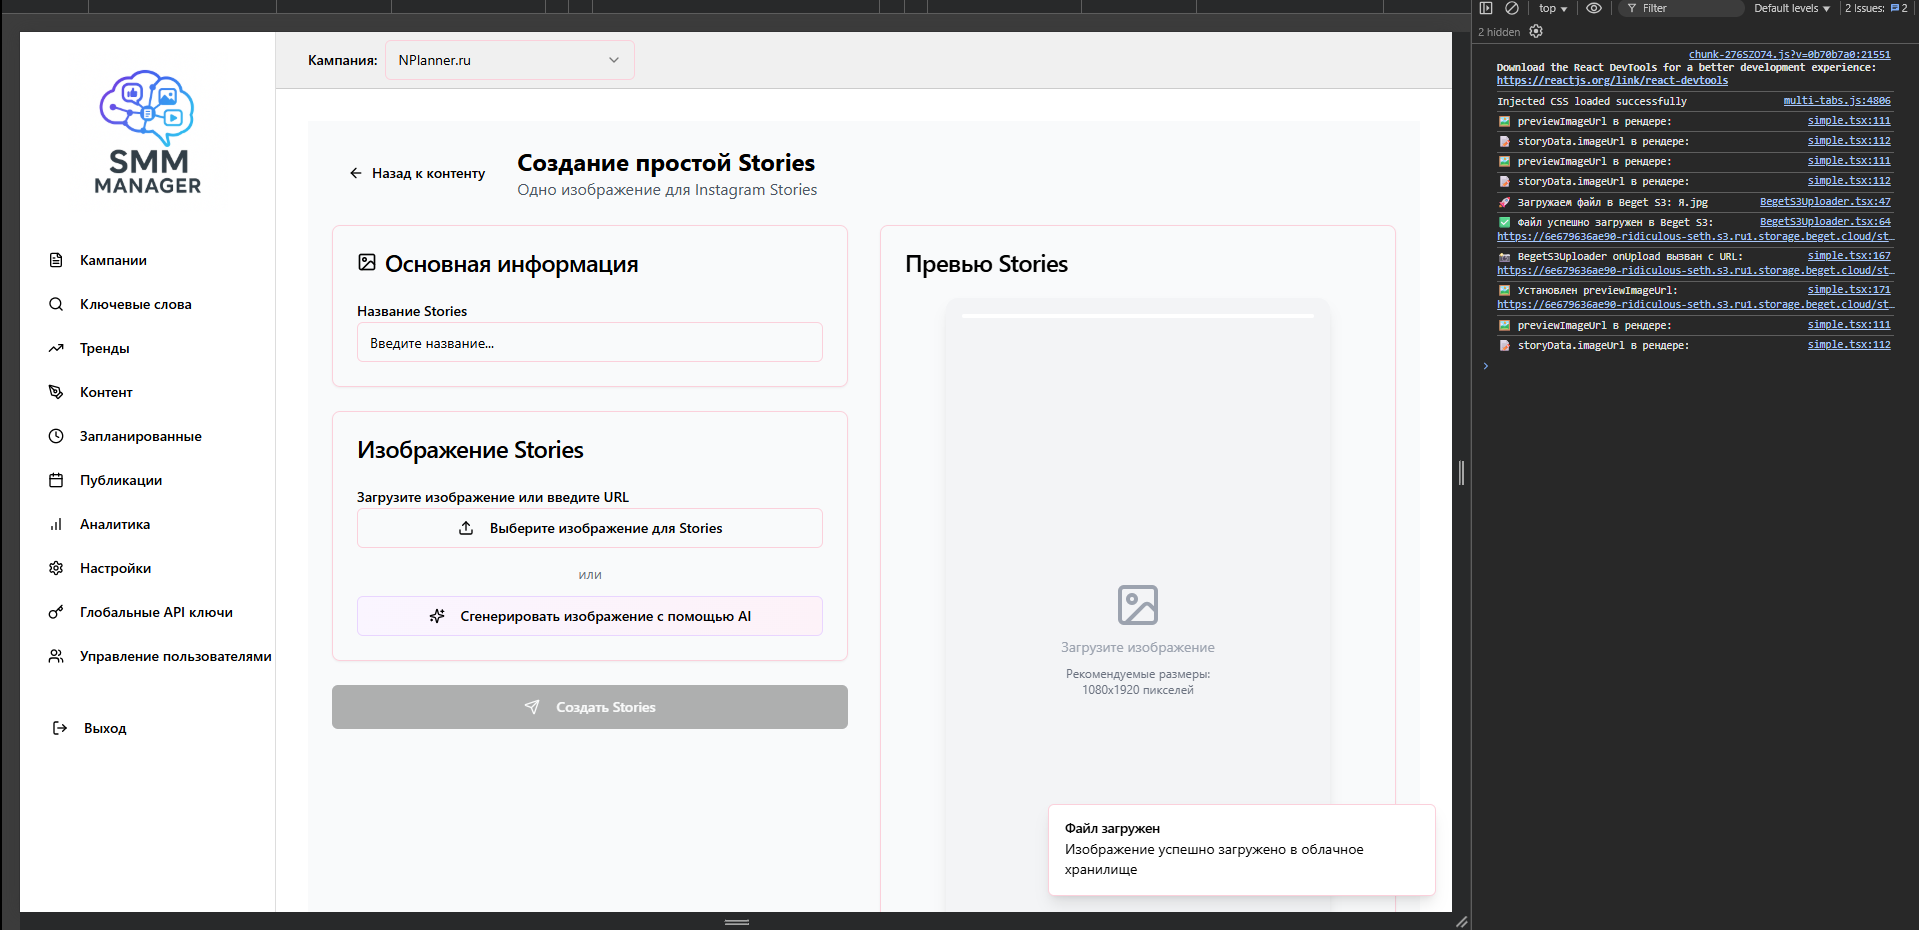 SMM
MANAGER
Кампании
Ключевые слова
Тренды
Контент
Запланированные
Публикации
Аналитика
Настройки
Глобальные API ключи
Управление пользователями
Выход
Кампания:
NPlanner.ru
Назад к контенту
Создание простой Stories
Одно изображение для Instagram Stories
Основная информация
Название Stories
Введите название...
Изображение Stories
Загрузите изображение или введите URL
Выберите изображение для Stories
или
Сгенерировать изображение с помощью AI
Создать Stories
Превью Stories
Загрузите изображение
Рекомендуемые размеры:
1080x1920 пикселей
Файл загружен
Изображение успешно загружено в облачное
хранилище
top
Filter
Default levels
2 Issues:
2
2 hidden
chunk-276SZO74.js?v=0b70b7a0:21551
Download the React DevTools for a better development experience:
https://reactjs.org/link/react-devtools
Injected CSS loaded successfully multi-tabs.js:4806
previewImageUrl в рендере: simple.tsx:111
storyData.imageUrl в рендере: simple.tsx:112
previewImageUrl в рендере: simple.tsx:111
storyData.imageUrl в рендере: simple.tsx:112
Загружаем файл в Beget S3: Я.jpg BegetS3Uploader.tsx:47
Файл успешно загружен в Beget S3: BegetS3Uploader.tsx:64
https://6e679636ae90-ridiculous-seth.s3.ru1.storage.beget.cloud/st…
BegetS3Uploader onUpload вызван с URL: simple.tsx:167
https://6e679636ae90-ridiculous-seth.s3.ru1.storage.beget.cloud/st…
Установлен previewImageUrl: simple.tsx:171
https://6e679636ae90-ridiculous-seth.s3.ru1.storage.beget.cloud/st…
previewImageUrl в рендере: simple.tsx:111
storyData.imageUrl в рендере: simple.tsx:112